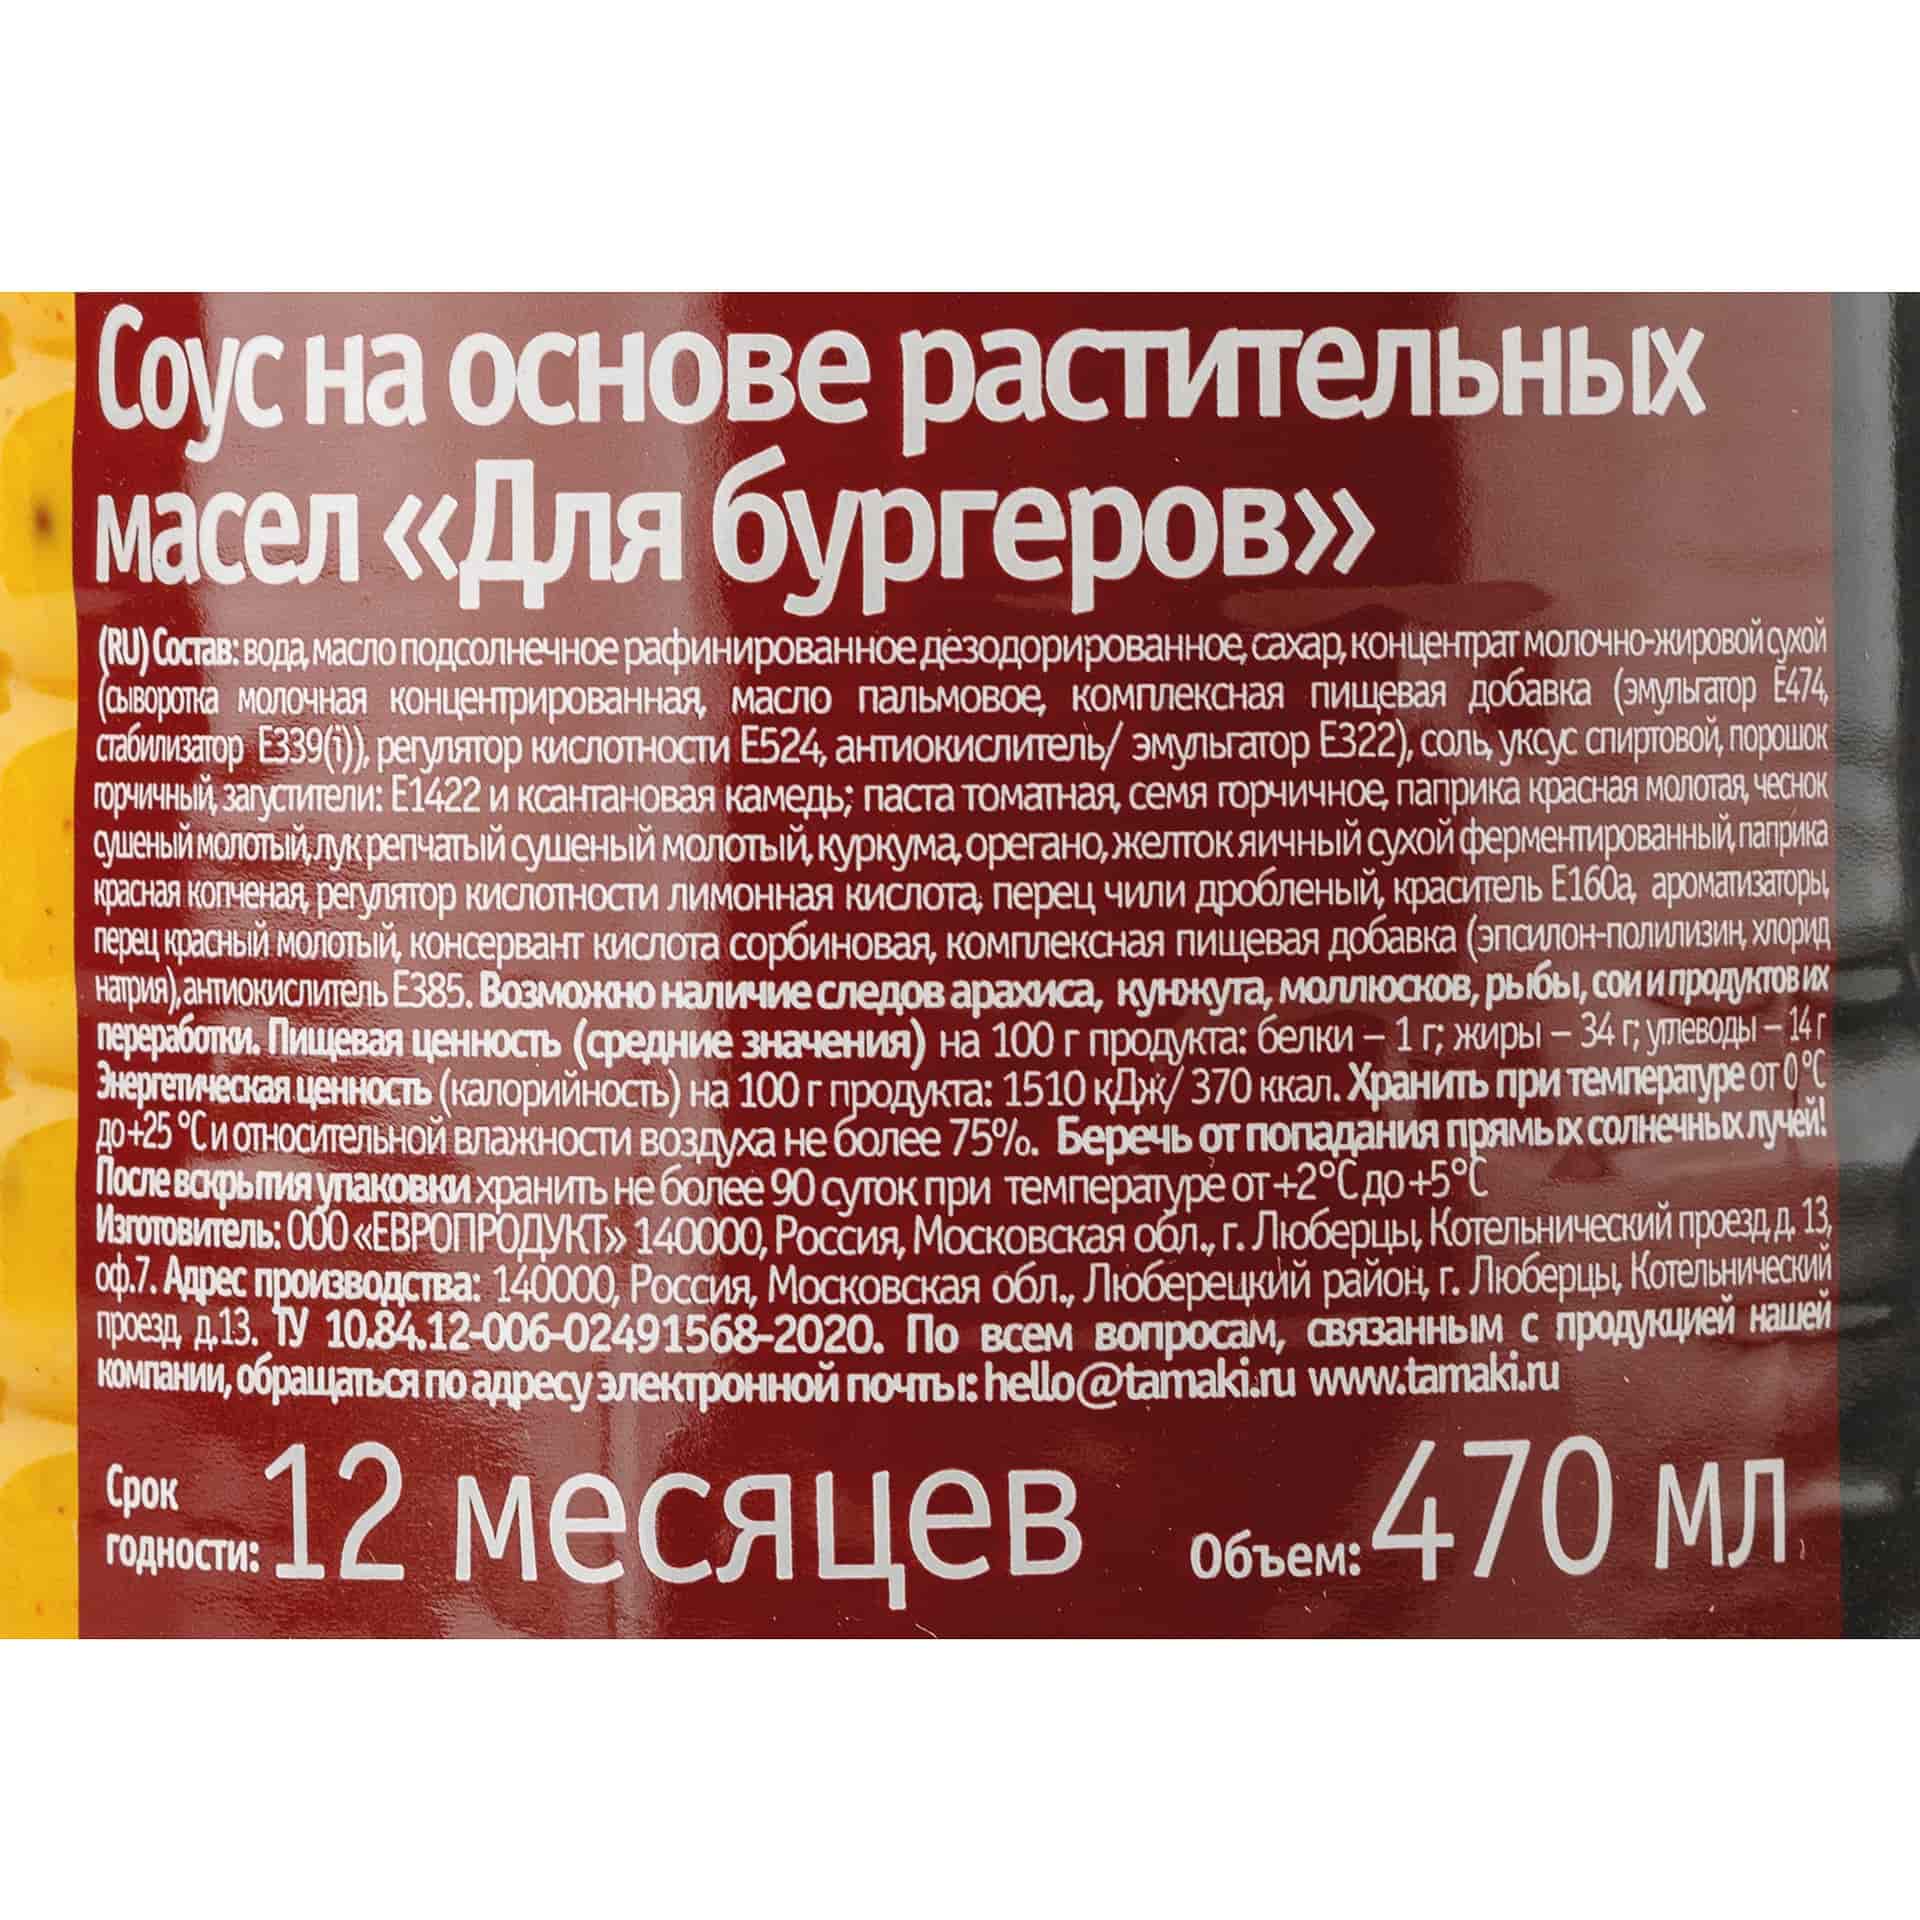 Соус на основе растительных
масел «Для бургеров»
(RU) Состав: вода, масло подсолнечное рафинированное дезодорированное, сахар, концентрат молочно-жировой сухой
(сыворотка молочная концентрированная, масло пальмовое, комплексная пищевая добавка (эмульгатор Е474,
стабилизатор Е339(i)), регулятор кислотности Е524, антиокислитель/ эмульгатор Е322), соль, уксус спиртовой, порошок
горчичный, загустители: Е1422 и ксантановая камедь; паста томатная, семя горчичное, паприка красная молотая, чеснок
сушеный молотый, лук репчатый сушеный молотый, куркума, орегано, желток яичный сухой ферментированный, паприка
красная копченая, регулятор кислотности лимонная кислота, перец чили дробленый, краситель Е160а, ароматизаторы,
перец красный молотый, консервант кислота сорбиновая, комплексная пищевая добавка (эпсилон-полилизин, хлорид
натрия), антиокислитель Е385. Возможно наличие следов арахиса, кунжута, моллюсков, рыбы, сои и продуктов их
переработки. Пищевая ценность (средние значения) на 100 г продукта: белки – 1 г; жиры – 34 г; углеводы – 14 г
Энергетическая ценность (калорийность) на 100 г продукта: 1510 кДж/ 370 ккал. Хранить при температуре от 0 °С
до +25 °С и относительной влажности воздуха не более 75%. Беречь от попадания прямых солнечных лучей!
После вскрытия упаковки хранить не более 90 суток при температуре от +2°С до +5°С
Изготовитель: ООО «ЕВРОПРОДУКТ» 140000, Россия, Московская обл., г. Люберцы, Котельнический проезд, д. 13,
оф.7. Адрес производства: 140000, Россия, Московская обл., Люберецкий район, г. Люберцы, Котельнический
проезд, д.13. ТУ 10.84.12-006-02491568-2020. По всем вопросам, связанным с продукцией нашей
компании, обращаться по адресу электронной почты: hello@tamaki.ru www.tamaki.ru
Срок
годности: 12 месяцев Объем: 470 мл